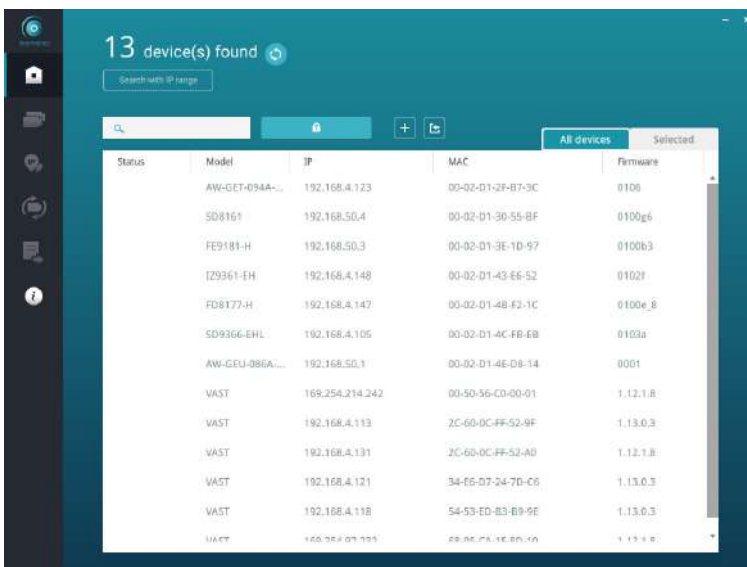 13 device(s) found
Search with IP range
All devices Selected
Status Model IP MAC Firmware
AW-GET-094A-... 192.168.4.123 00-02-D1-2F-B7-3C 0106
SD8161 192.168.50.4 00-02-D1-30-55-BF 0100g6
FE9181-H 192.168.50.3 00-02-D1-3E-1D-97 0100b3
IZ9361-EH 192.168.4.148 00-02-D1-43-E6-52 0102f
FD8177-H 192.168.4.147 00-02-D1-48-F2-1C 0100e_8
SD9366-EHL 192.168.4.105 00-02-D1-4C-FB-EB 0103a
AW-GEU-086A-... 192.168.50.1 00-02-D1-4E-D8-14 0001
VAST 169.254.214.242 00-50-56-C0-00-01 1.12.1.8
VAST 192.168.4.113 2C-60-0C-FF-52-9F 1.13.0.3
VAST 192.168.4.131 2C-60-0C-FF-52-AD 1.12.1.8
VAST 192.168.4.121 34-E6-D7-24-7D-C6 1.13.0.3
VAST 192.168.4.118 54-53-ED-B3-B9-9E 1.13.0.3
VAST